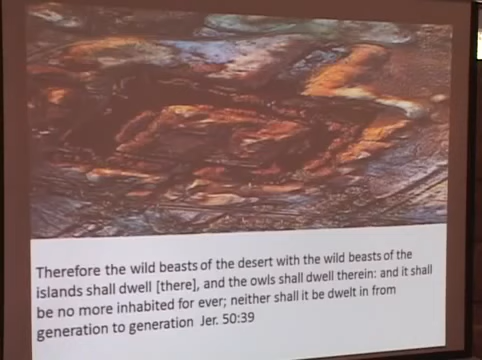 Therefore the wild beasts of the desert with the wild beasts of the
islands shall dwell [there], and the owls shall dwell therein: and it shall
be no more inhabited for ever; neither shall it be dwelt in from
generation to generation Jer. 50:39